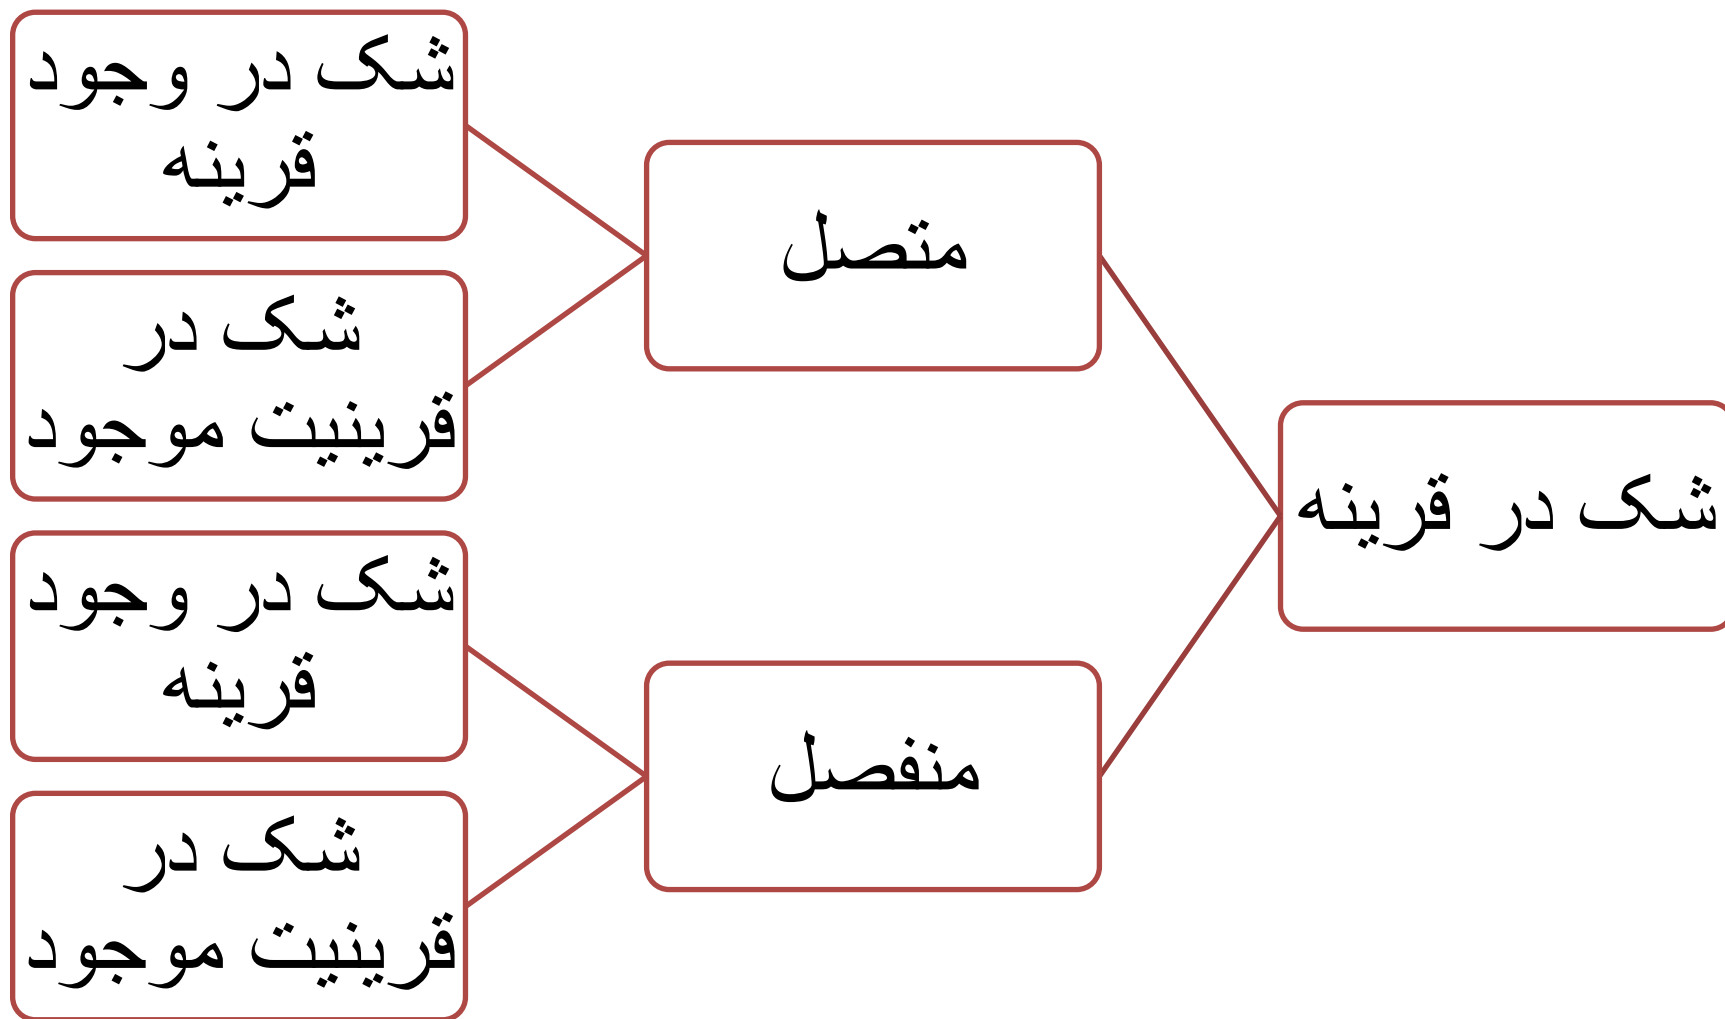 شک در قرینه
متصل
شک در وجود
قرینه
شک در
قرینیت موجود
منفصل
شک در وجود
قرینه
شک در
قرینیت موجود